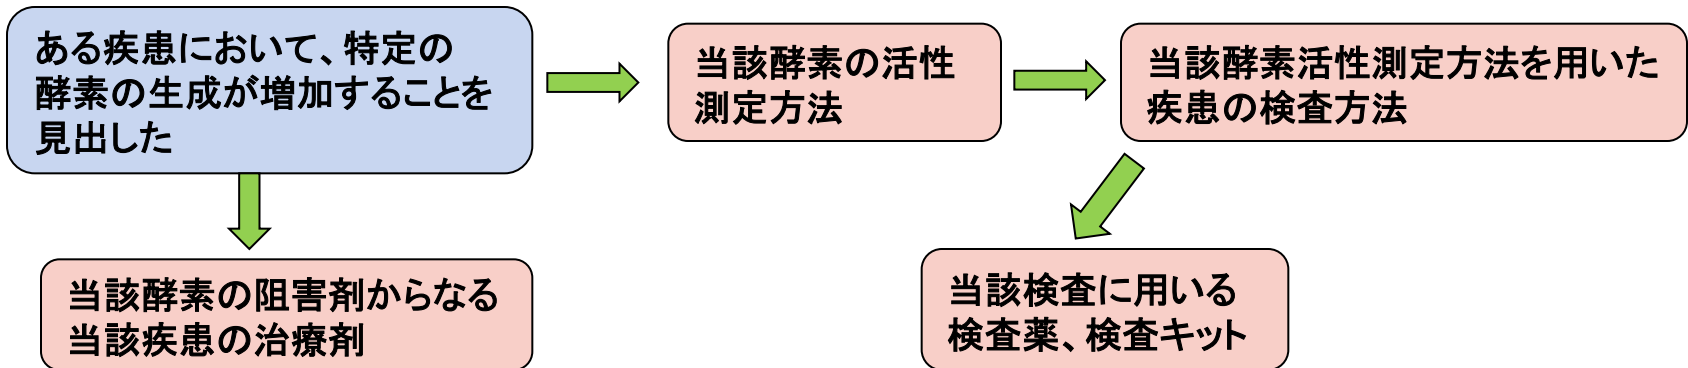 ある疾患において、特定の
酵素の生成が増加することを
見出した
当該酵素の活性
測定方法
当該酵素活性測定方法を用いた
疾患の検査方法
当該酵素の阻害剤からなる
当該疾患の治療剤
当該検査に用いる
検査薬、検査キット